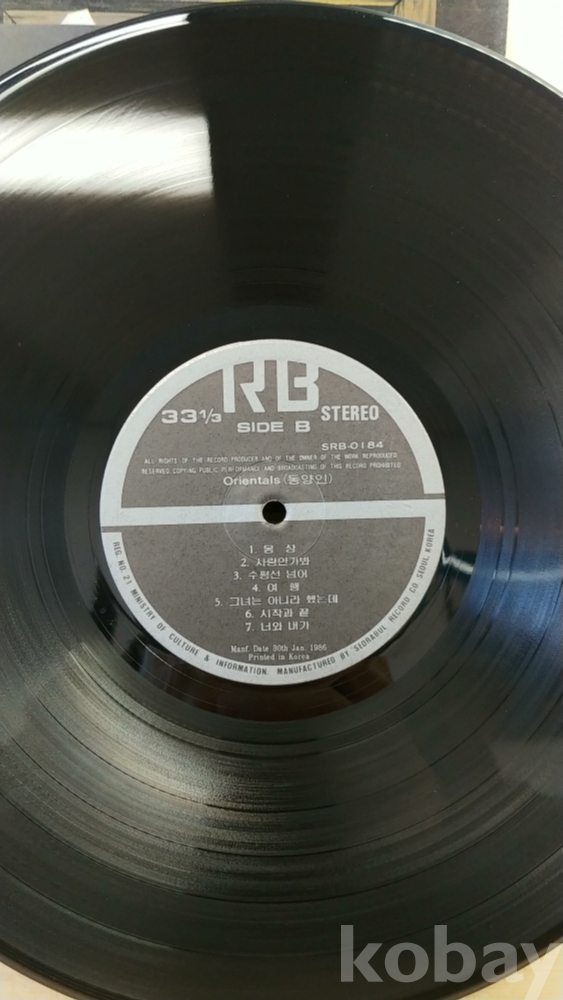 RB
33 1/3
STEREO
SIDE B
SRB-0184
ALL RIGHTS OF THE RECORD PRODUCER AND OF THE OWNER OF THE WORK REPRODUCED
RESERVED. COPYING PUBLIC PERFORMANCE AND BROADCASTING OF THIS RECORD PROHIBITED
Orientals (동양인)
1. 몽 상
2. 사랑인가봐
3. 수평선 넘어
4. 여 행
5. 그녀는 아니라 했는데
6. 시작과 끝
7. 너와 내가
Manf. Date 30th Jan. 1986
Printed in Korea
REG. NO. 21 MINISTRY OF CULTURE & INFORMATION. MANUFACTURED BY SEORABUL RECORD CO. SEOUL KOREA
kobay